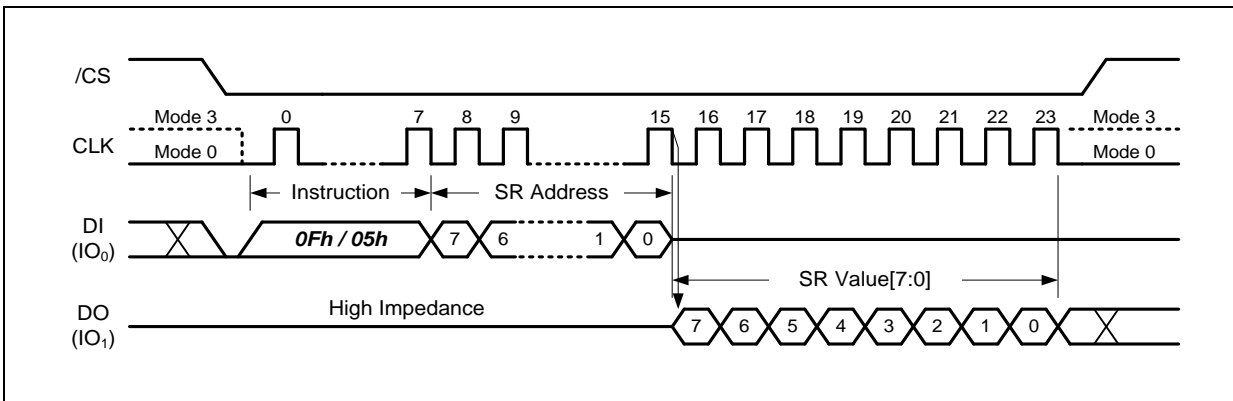 /CS
Mode 3 0 7 8 9 15 16 17 18 19 20 21 22 23 Mode 3
CLK
Mode 0 Mode 0
Instruction SR Address
DI
(IO₀)
0Fh / 05h 7 6 1 0
SR Value[7:0]
High Impedance
DO
(IO₁)
7 6 5 4 3 2 1 0